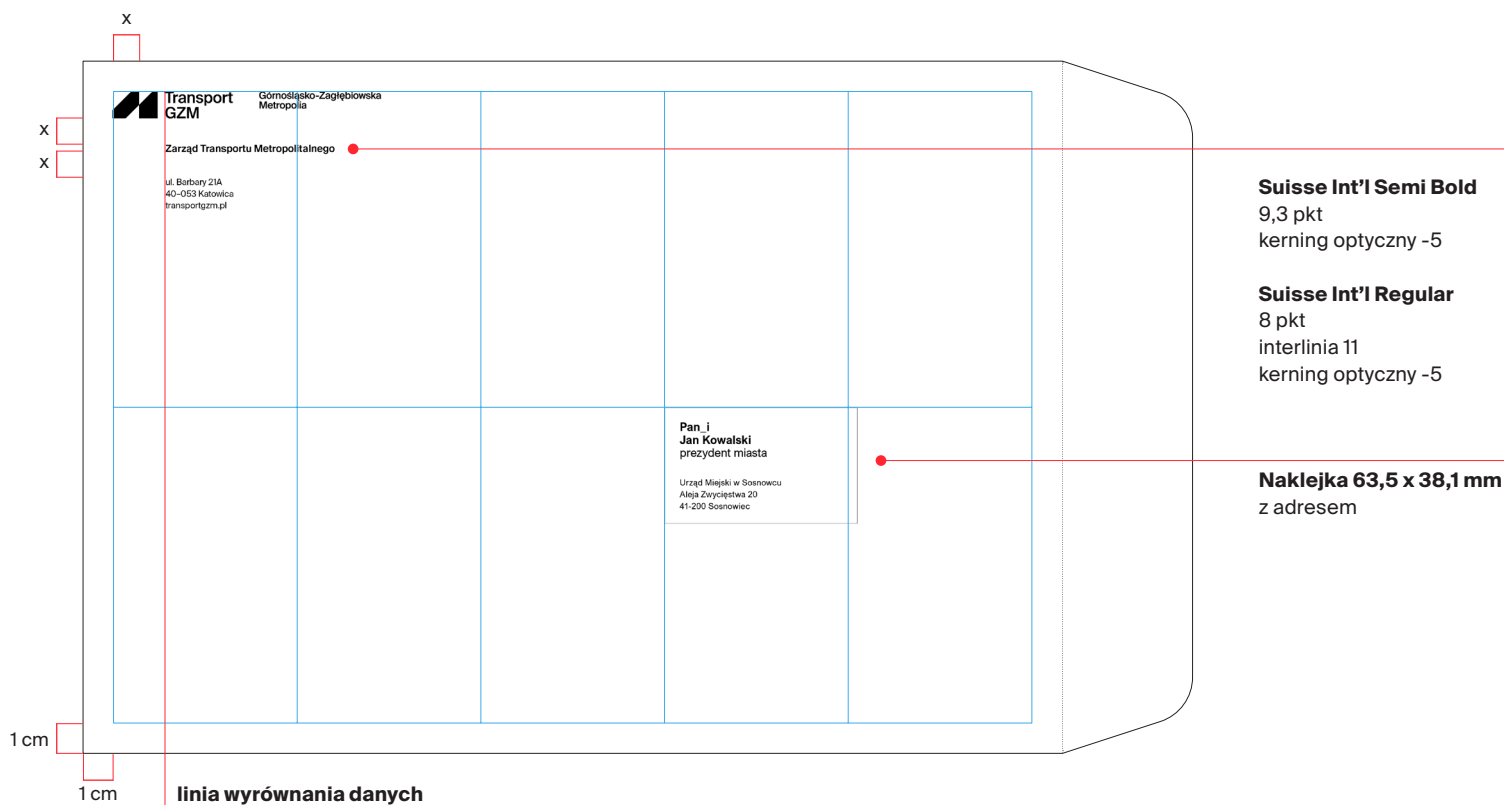 x
Transport
GZM
Górnośląsko-Zagłębiowska
Metropolia
x
x
Zarząd Transportu Metropolitalnego
ul. Barbary 21A
40-053 Katowica
transportgzm.pl
Suisse Int’l Semi Bold
9,3 pkt
kerning optyczny -5
Suisse Int’l Regular
8 pkt
interlinia 11
kerning optyczny -5
Pan_i
Jan Kowalski
prezydent miasta
Urząd Miejski w Sosnowcu
Aleja Zwycięstwa 20
41-200 Sosnowiec
Naklejka 63,5 x 38,1 mm
z adresem
1 cm
1 cm
linia wyrównania danych